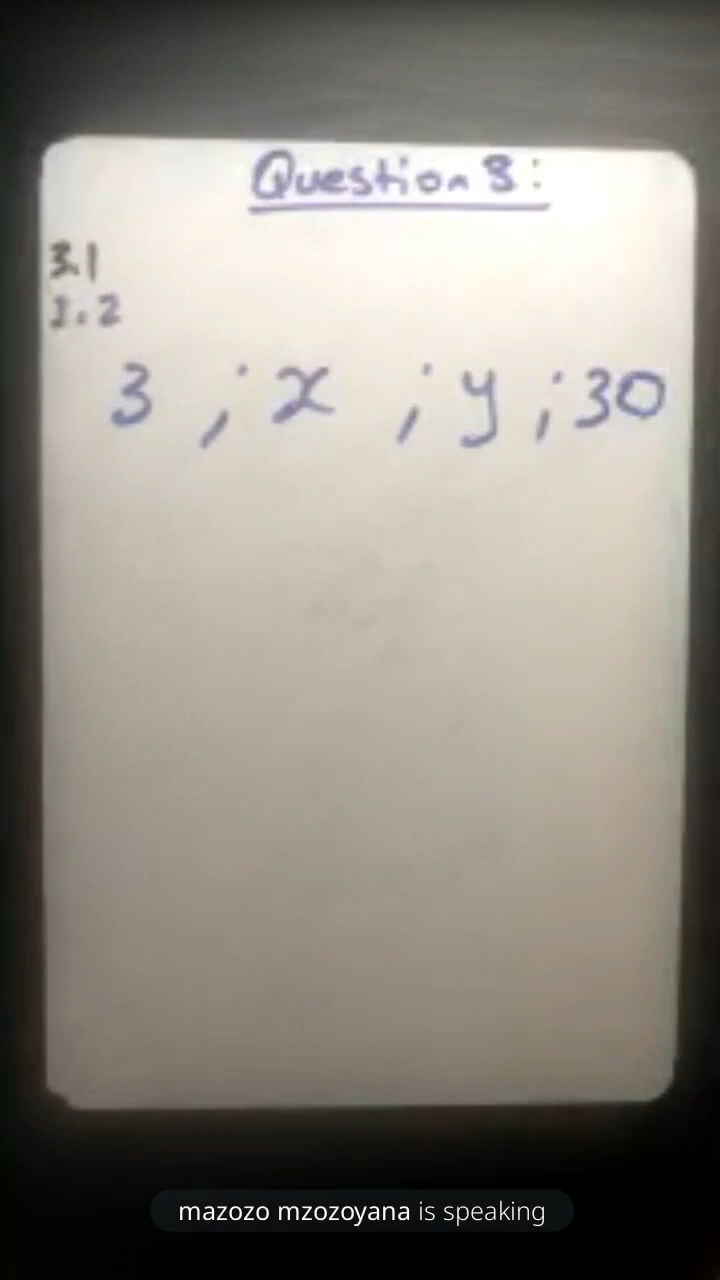 Question 3:
3.1
3.2
3 ; x ; y ; 30
mazozo mzozoyana is speaking